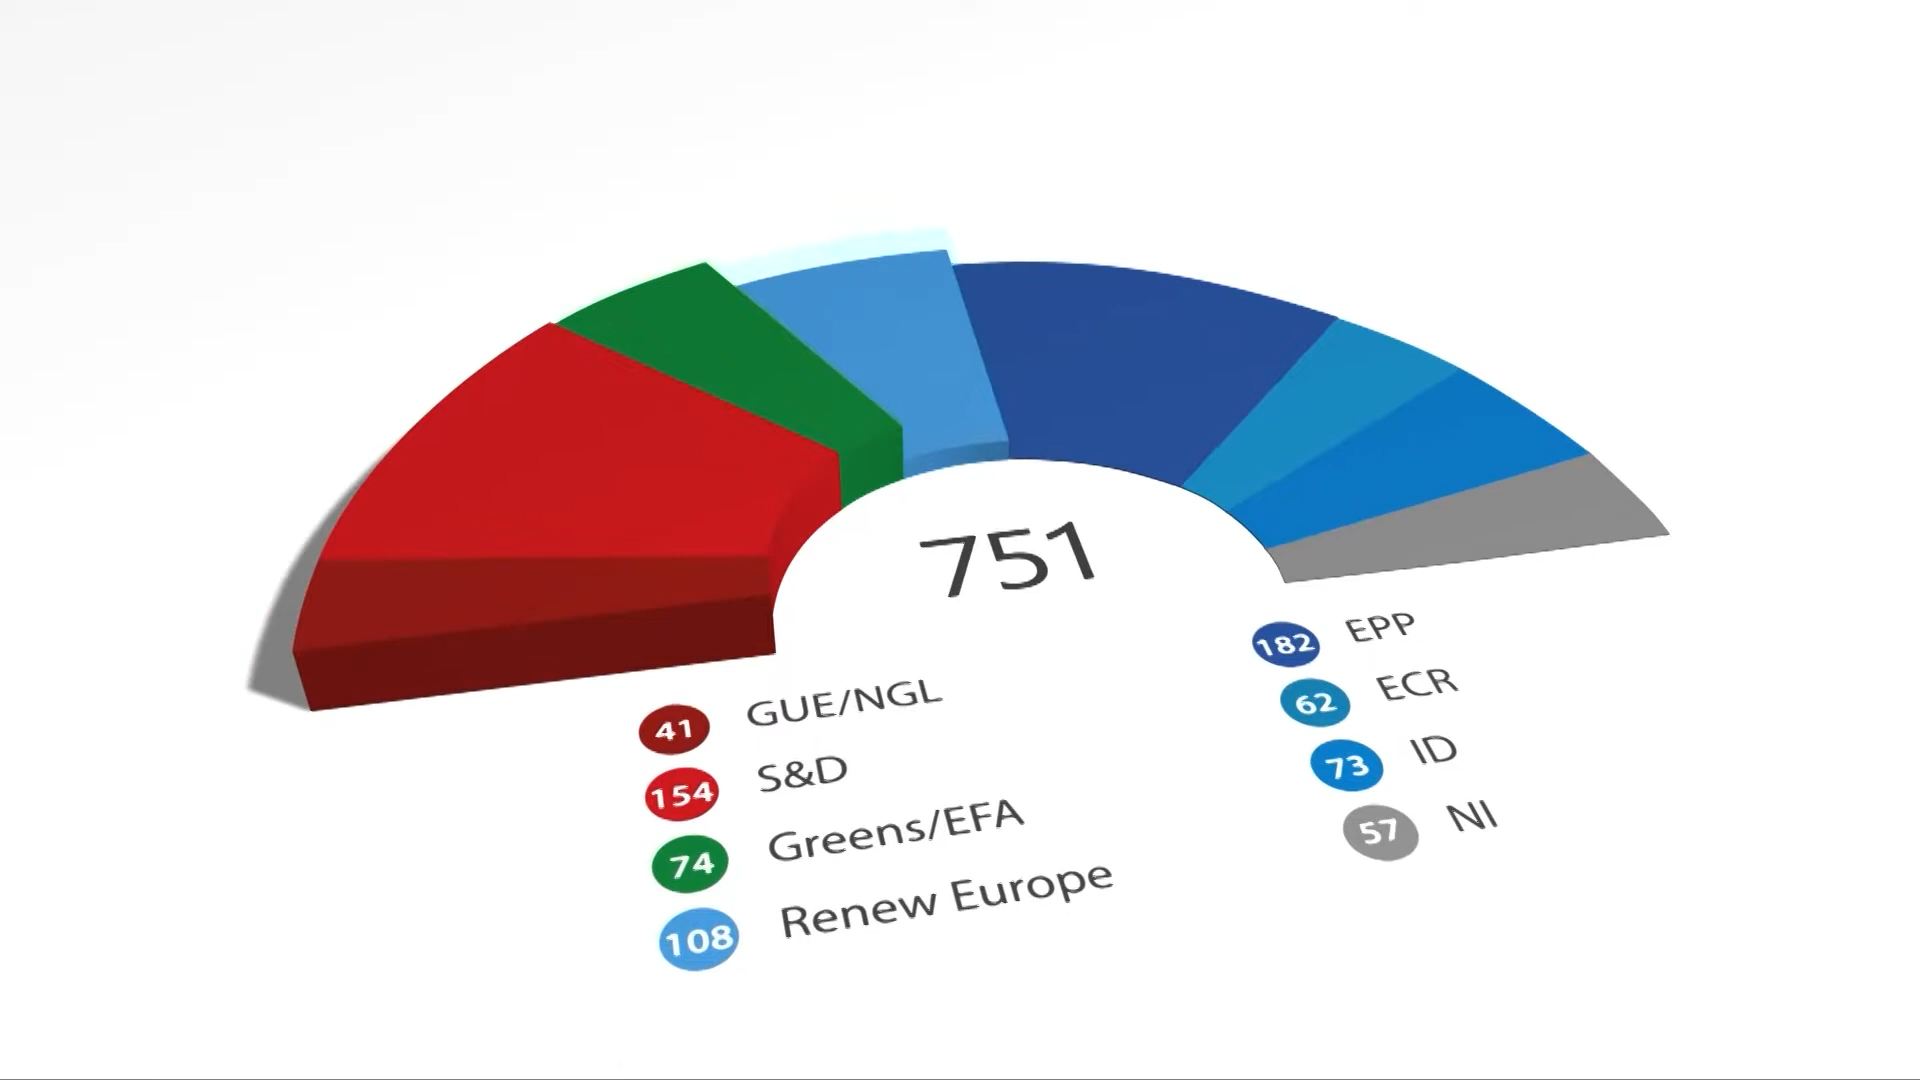 751
41 GUE/NGL
154 S&D
74 Greens/EFA
108 Renew Europe
182 EPP
62 ECR
73 ID
57 NI